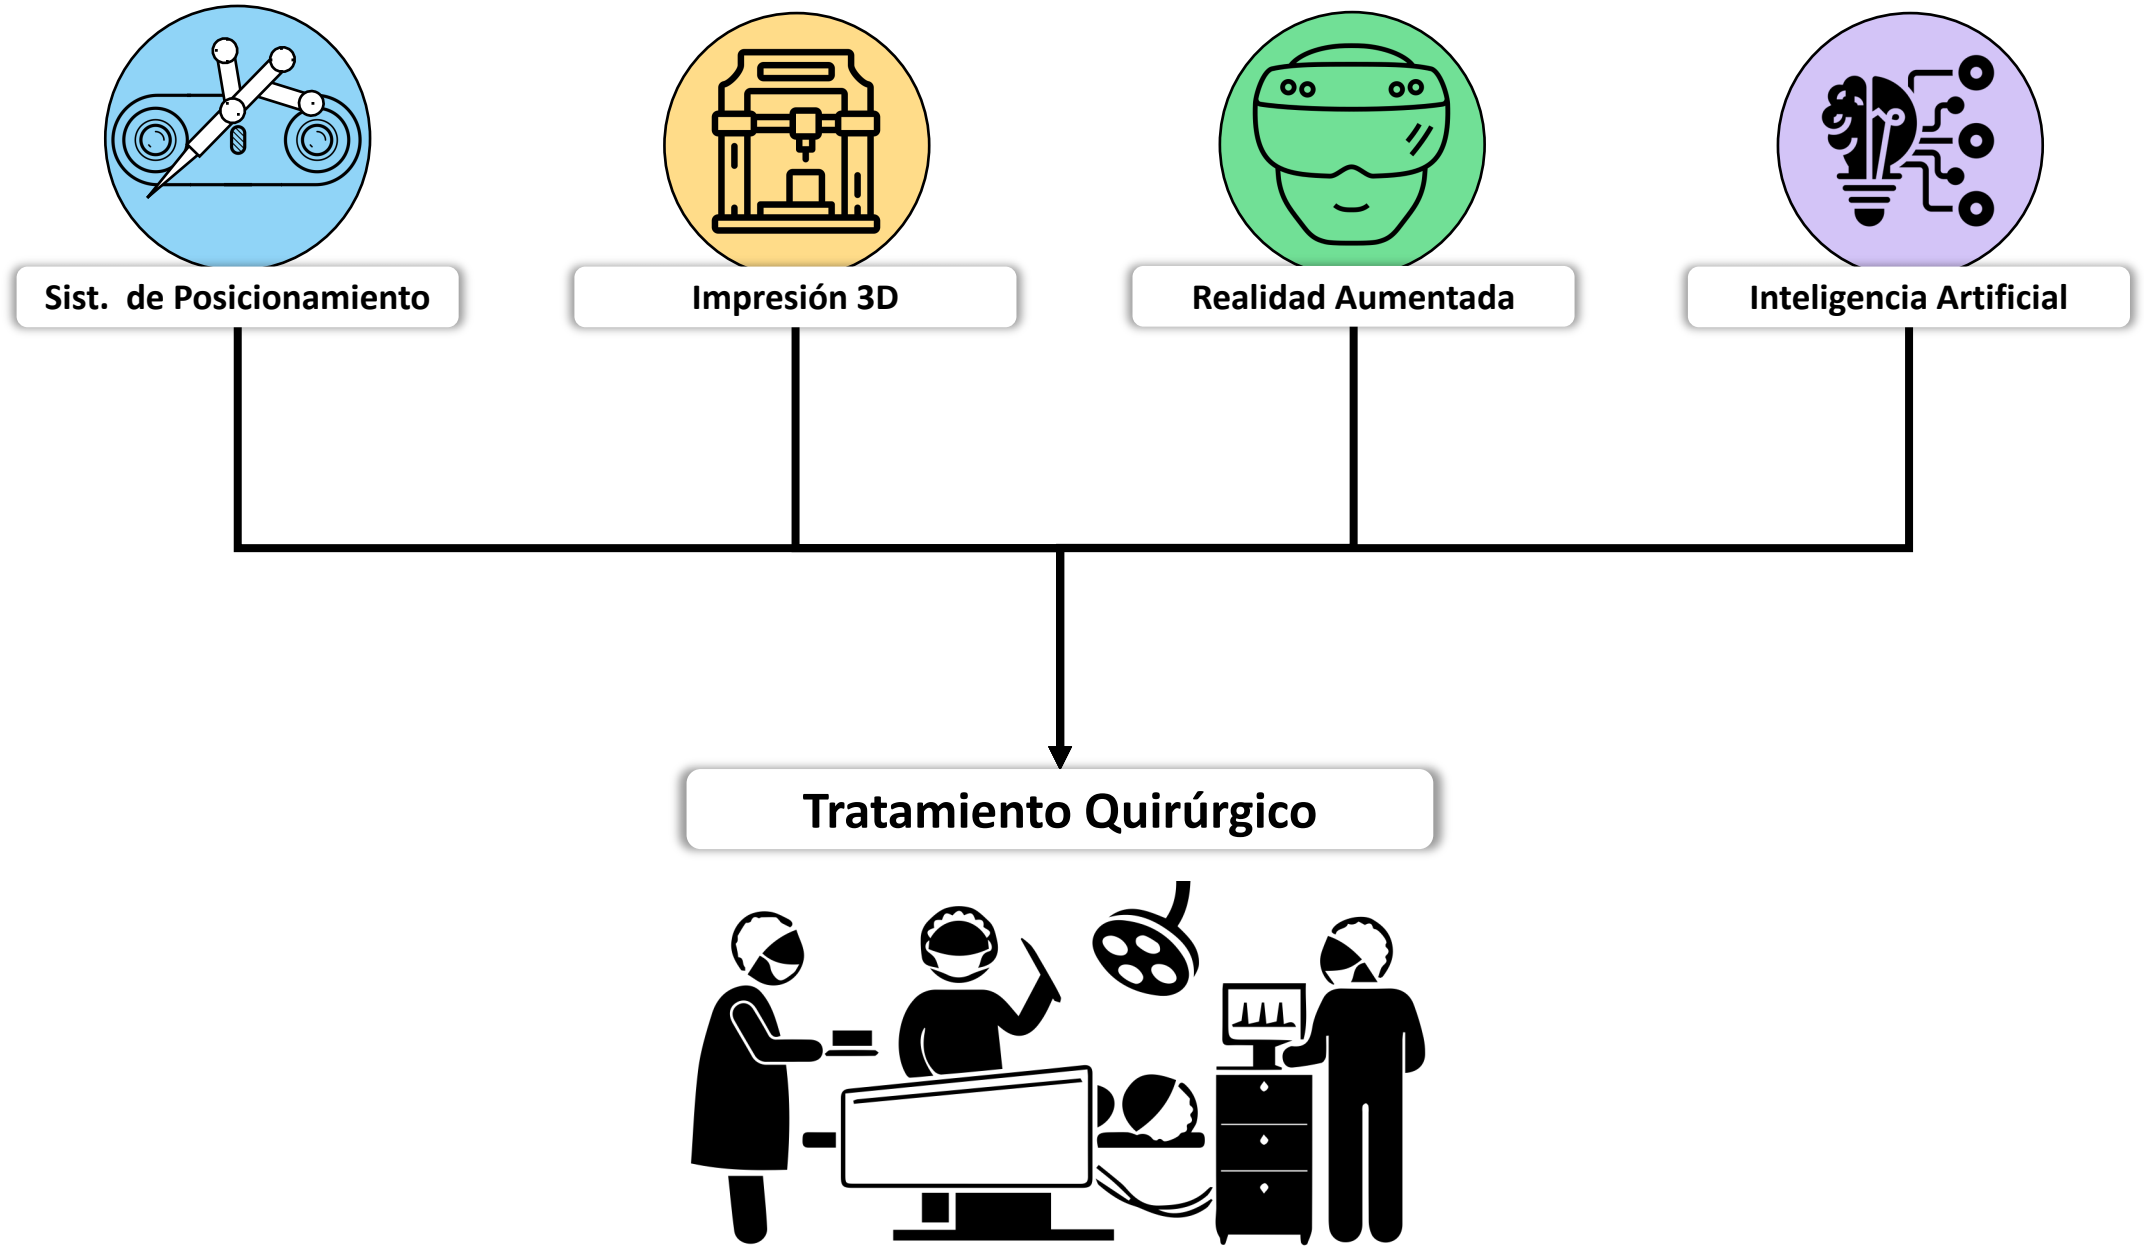 Sist. de Posicionamiento
Impresión 3D
Realidad Aumentada
Inteligencia Artificial
Tratamiento Quirúrgico